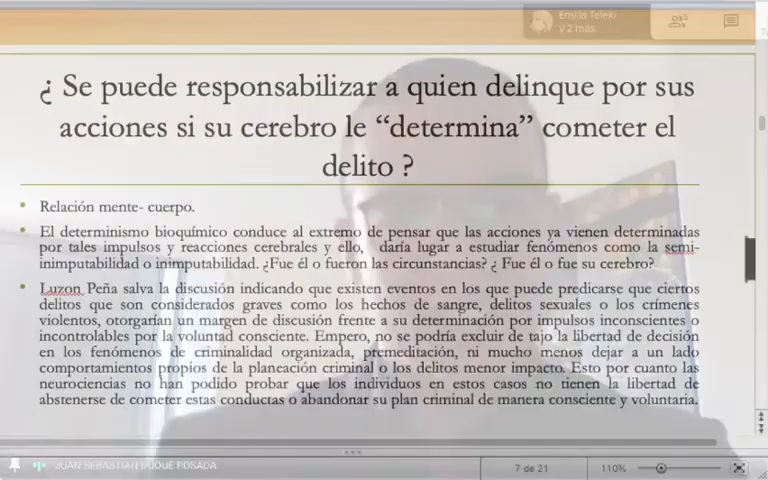 Emilia Teleki
y 2 más
¿ Se puede responsabilizar a quien delinque por sus
acciones si su cerebro le “determina” cometer el
delito ?
• Relación mente- cuerpo.
• El determinismo bioquímico conduce al extremo de pensar que las acciones ya vienen determinadas
por tales impulsos y reacciones cerebrales y ello, daría lugar a estudiar fenómenos como la semi-
inimputabilidad o inimputabilidad. ¿Fue él o fueron las circunstancias? ¿ Fue él o fue su cerebro?
• Luzon Peña salva la discusión indicando que existen eventos en los que puede predicarse que ciertos
delitos que son considerados graves como los hechos de sangre, delitos sexuales o los crímenes
violentos, otorgarían un margen de discusión frente a su determinación por impulsos inconscientes o
incontrolables por la voluntad consciente. Empero, no se podría excluir de tajo la libertad de decisión
en los fenómenos de criminalidad organizada, premeditación, ni mucho menos dejar a un lado
comportamientos propios de la planeación criminal o los delitos menor impacto. Esto por cuanto las
neurociencias no han podido probar que los individuos en estos casos no tienen la libertad de
abstenerse de cometer estas conductas o abandonar su plan criminal de manera consciente y voluntaria.
JUAN SEBASTIAN DUQUE POSADA
7 de 21
110%